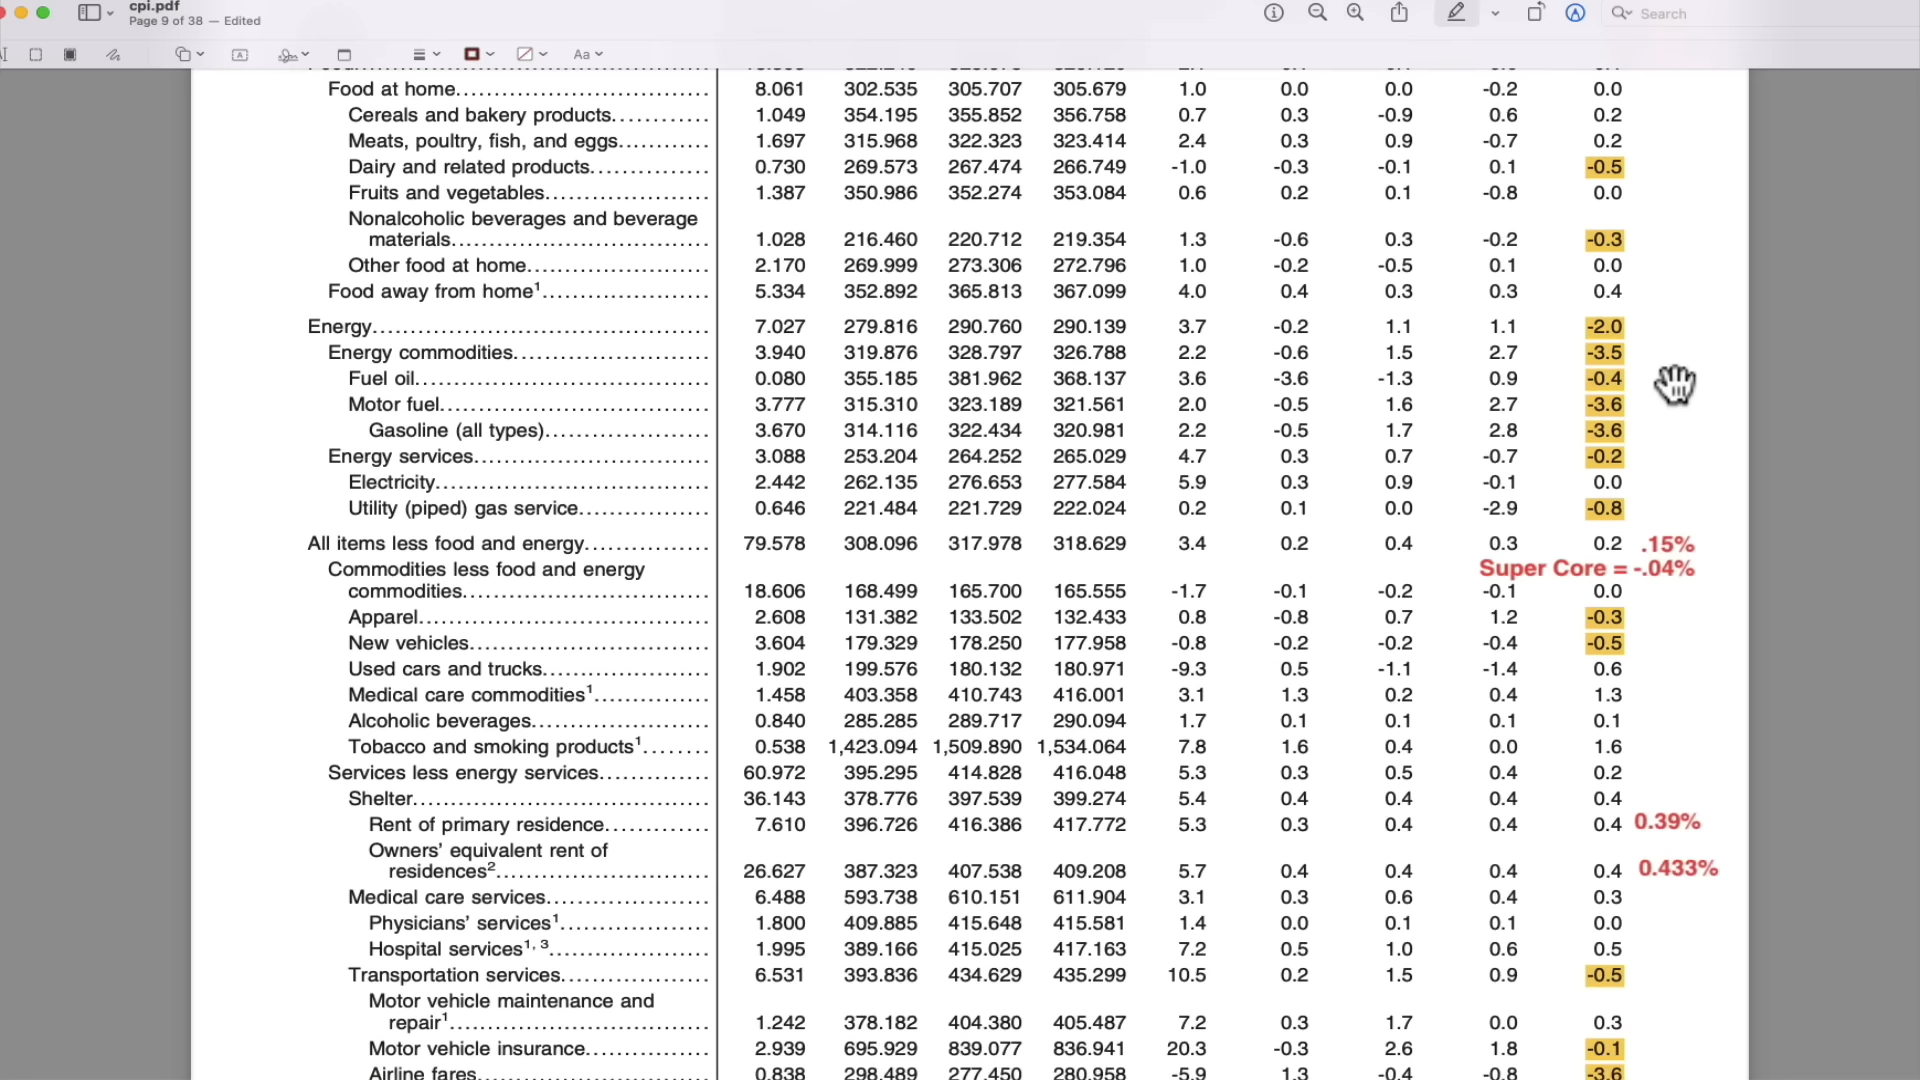 cpi.pdf
Page 9 of 38 — Edited
Search
Aa
Food at home 8.061 302.535 305.707 305.679 1.0 0.0 0.0 -0.2 0.0
Cereals and bakery products 1.049 354.195 355.852 356.758 0.7 0.3 -0.9 0.6 0.2
Meats, poultry, fish, and eggs 1.697 315.968 322.323 323.414 2.4 0.3 0.9 -0.7 0.2
Dairy and related products 0.730 269.573 267.474 266.749 -1.0 -0.3 -0.1 0.1 -0.5
Fruits and vegetables 1.387 350.986 352.274 353.084 0.6 0.2 0.1 -0.8 0.0
Nonalcoholic beverages and beverage
materials 1.028 216.460 220.712 219.354 1.3 -0.6 0.3 -0.2 -0.3
Other food at home 2.170 269.999 273.306 272.796 1.0 -0.2 -0.5 0.1 0.0
Food away from home¹ 5.334 352.892 365.813 367.099 4.0 0.4 0.3 0.3 0.4
Energy 7.027 279.816 290.760 290.139 3.7 -0.2 1.1 1.1 -2.0
Energy commodities 3.940 319.876 328.797 326.788 2.2 -0.6 1.5 2.7 -3.5
Fuel oil 0.080 355.185 381.962 368.137 3.6 -3.6 -1.3 0.9 -0.4
Motor fuel 3.777 315.310 323.189 321.561 2.0 -0.5 1.6 2.7 -3.6
Gasoline (all types) 3.670 314.116 322.434 320.981 2.2 -0.5 1.7 2.8 -3.6
Energy services 3.088 253.204 264.252 265.029 4.7 0.3 0.7 -0.7 -0.2
Electricity 2.442 262.135 276.653 277.584 5.9 0.3 0.9 -0.1 0.0
Utility (piped) gas service 0.646 221.484 221.729 222.024 0.2 0.1 0.0 -2.9 -0.8
All items less food and energy 79.578 308.096 317.978 318.629 3.4 0.2 0.4 0.3 0.2 .15%
Commodities less food and energy Super Core = -.04%
commodities 18.606 168.499 165.700 165.555 -1.7 -0.1 -0.2 -0.1 0.0
Apparel 2.608 131.382 133.502 132.433 0.8 -0.8 0.7 1.2 -0.3
New vehicles 3.604 179.329 178.250 177.958 -0.8 -0.2 -0.2 -0.4 -0.5
Used cars and trucks 1.902 199.576 180.132 180.971 -9.3 0.5 -1.1 -1.4 0.6
Medical care commodities¹ 1.458 403.358 410.743 416.001 3.1 1.3 0.2 0.4 1.3
Alcoholic beverages 0.840 285.285 289.717 290.094 1.7 0.1 0.1 0.1 0.1
Tobacco and smoking products¹ 0.538 1,423.094 1,509.890 1,534.064 7.8 1.6 0.4 0.0 1.6
Services less energy services 60.972 395.295 414.828 416.048 5.3 0.3 0.5 0.4 0.2
Shelter 36.143 378.776 397.539 399.274 5.4 0.4 0.4 0.4 0.4
Rent of primary residence 7.610 396.726 416.386 417.772 5.3 0.3 0.4 0.4 0.4 0.39%
Owners' equivalent rent of
residences² 26.627 387.323 407.538 409.208 5.7 0.4 0.4 0.4 0.4 0.433%
Medical care services 6.488 593.738 610.151 611.904 3.1 0.3 0.6 0.4 0.3
Physicians' services¹ 1.800 409.885 415.648 415.581 1.4 0.0 0.1 0.1 0.0
Hospital services¹, ³ 1.995 389.166 415.025 417.163 7.2 0.5 1.0 0.6 0.5
Transportation services 6.531 393.836 434.629 435.299 10.5 0.2 1.5 0.9 -0.5
Motor vehicle maintenance and
repair¹ 1.242 378.182 404.380 405.487 7.2 0.3 1.7 0.0 0.3
Motor vehicle insurance 2.939 695.929 839.077 836.941 20.3 -0.3 2.6 1.8 -0.1
Airline fares 0.838 298.489 277.450 280.958 -5.9 1.3 -0.4 -0.8 -3.6